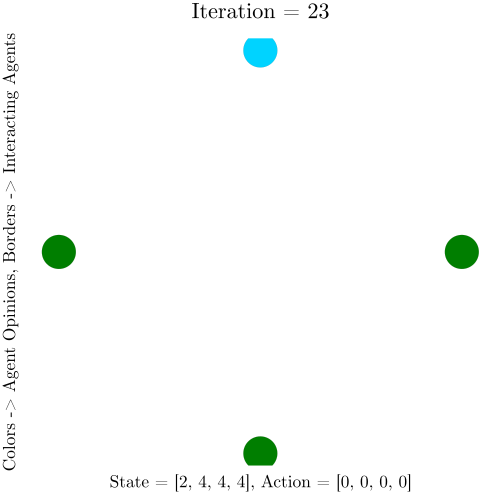 Iteration = 23
Colors -> Agent Opinions, Borders -> Interacting Agents
State = [2, 4, 4, 4], Action = [0, 0, 0, 0]